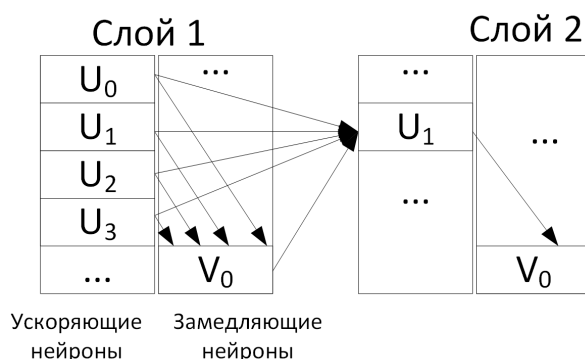 Слой 1
Слой 2
U₀
...
...
U₁
U₁
...
U₂
...
U₃
...
V₀
V₀
Ускоряющие
нейроны
Замедляющие
нейроны